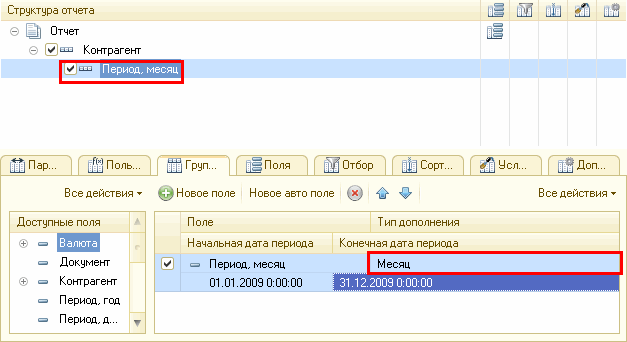 Структура отчета
Отчет
Контрагент
Период, месяц
Пар...
Поль...
Груп...
Поля
Отбор
Сорт...
Усл...
Доп...
Все действия
Новое поле
Новое авто поле
Все действия
Доступные поля
Валюта
Документ
Контрагент
Период, год
Период, д...
Поле
Тип дополнения
Начальная дата периода
Конечная дата периода
Период, месяц
Месяц
01.01.2009 0:00:00
31.12.2009 0:00:00